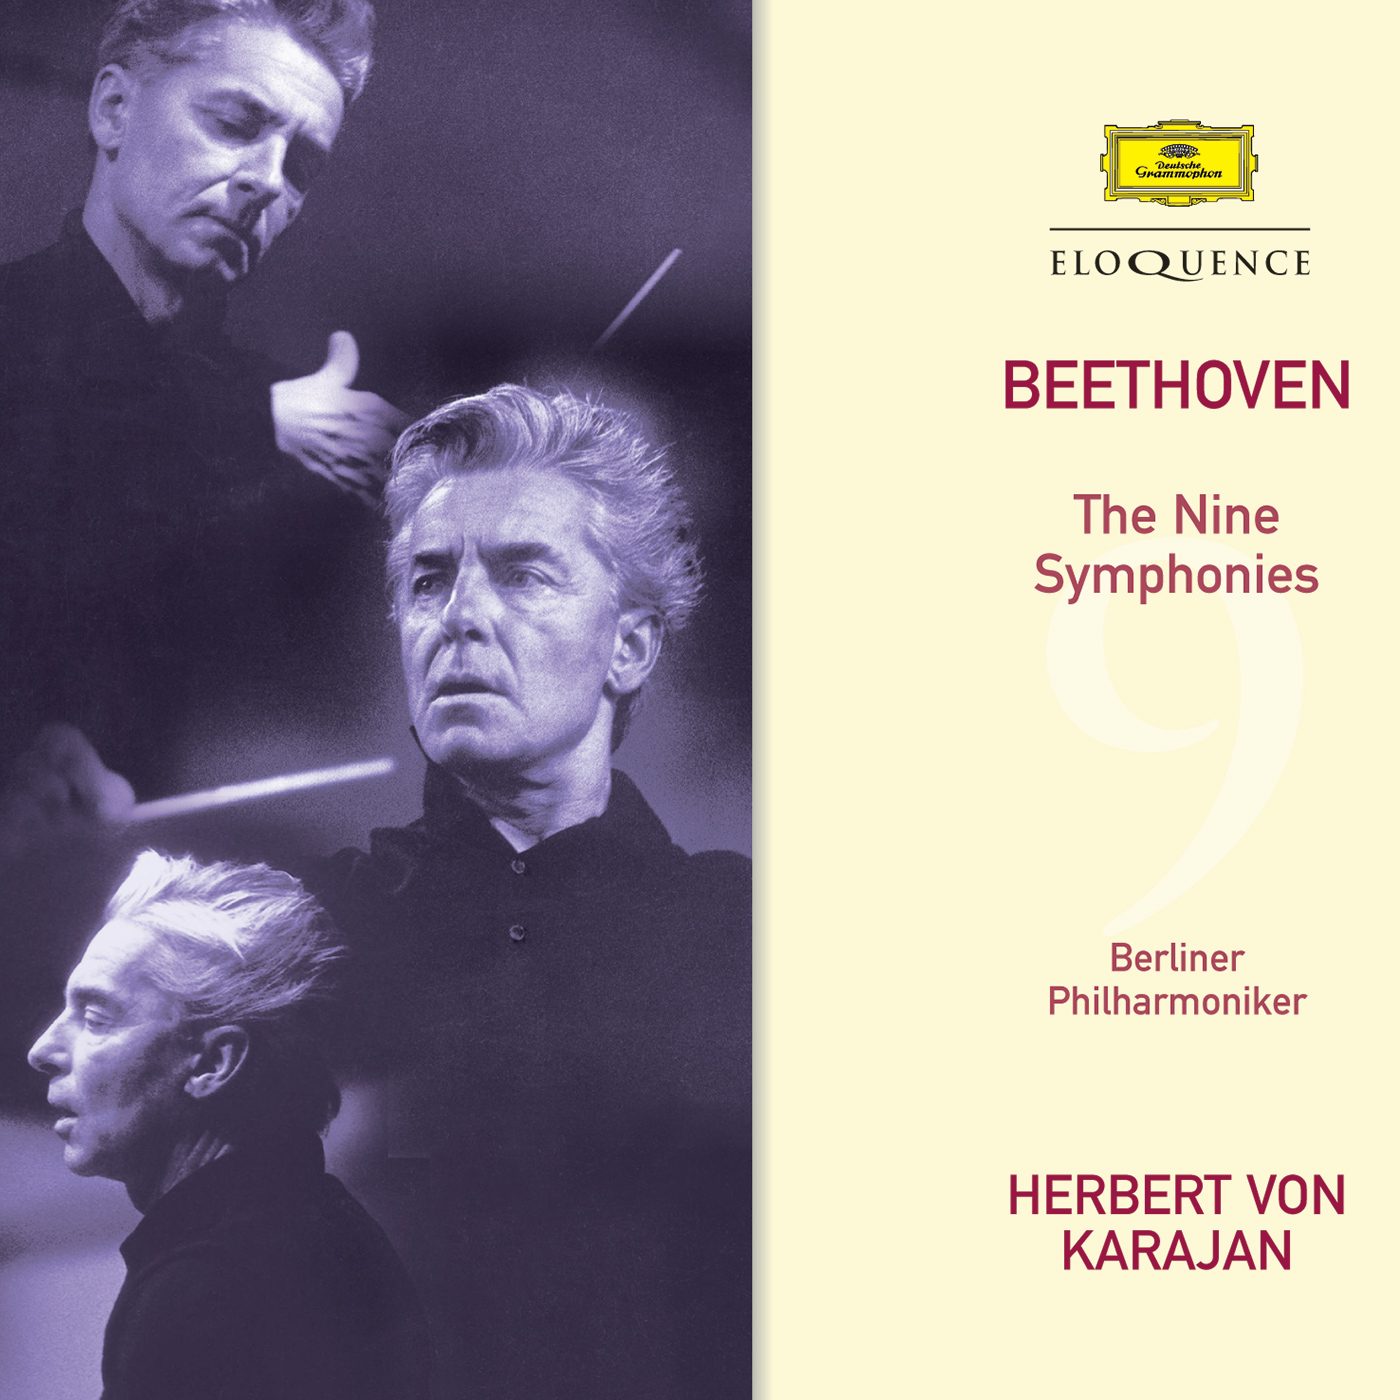 Deutsche
Grammophon
ELOQUENCE
BEETHOVEN
The Nine
Symphonies
9
Berliner
Philharmoniker
HERBERT VON
KARAJAN